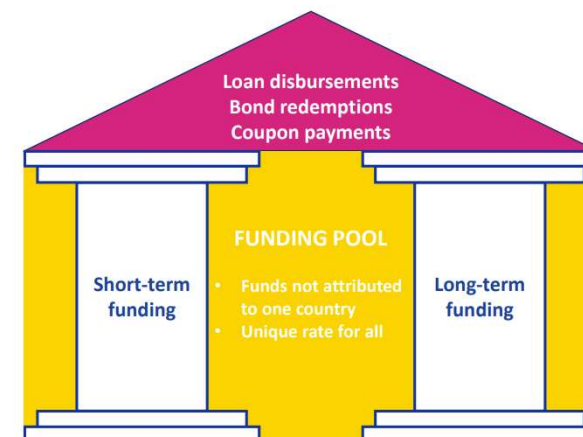 Loan disbursements
Bond redemptions
Coupon payments
FUNDING POOL
Short-term
funding
• Funds not attributed
to one country
• Unique rate for all
Long-term
funding